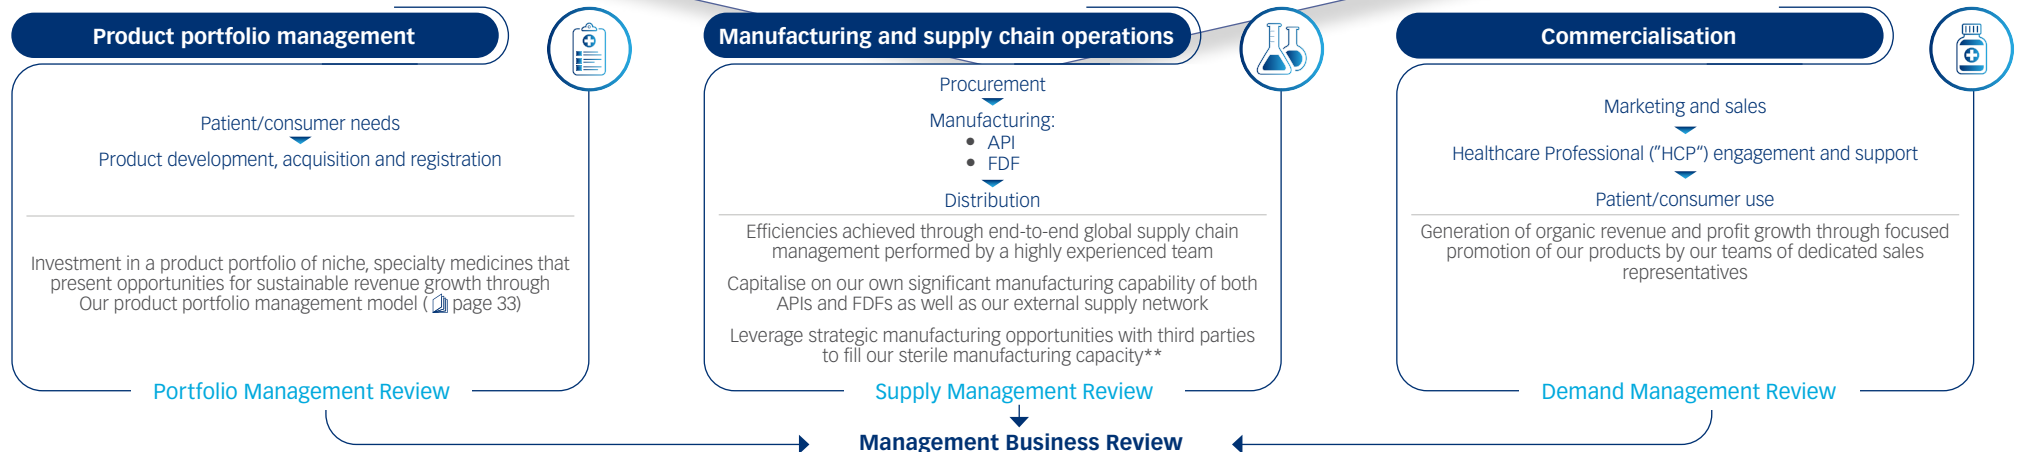 Product portfolio management
Patient/consumer needs
Product development, acquisition and registration
Investment in a product portfolio of niche, specialty medicines that
present opportunities for sustainable revenue growth through
Our product portfolio management model ( page 33)
Portfolio Management Review
Manufacturing and supply chain operations
Procurement
Manufacturing:
• API
• FDF
Distribution
Efficiencies achieved through end-to-end global supply chain
management performed by a highly experienced team
Capitalise on our own significant manufacturing capability of both
APIs and FDFs as well as our external supply network
Leverage strategic manufacturing opportunities with third parties
to fill our sterile manufacturing capacity**
Supply Management Review
Commercialisation
Marketing and sales
Healthcare Professional ("HCP") engagement and support
Patient/consumer use
Generation of organic revenue and profit growth through focused
promotion of our products by our teams of dedicated sales
representatives
Demand Management Review
Management Business Review